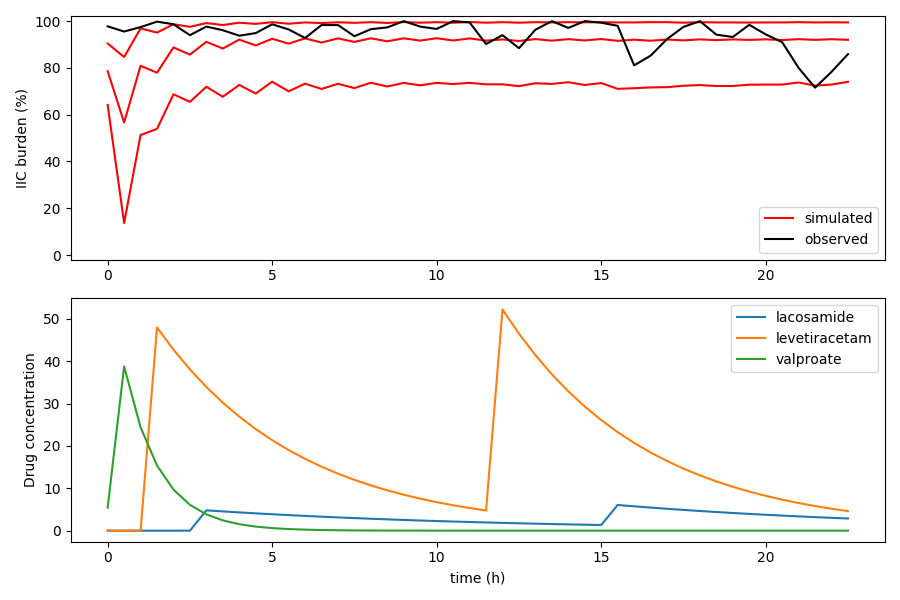 100
80
60
40
20
0
IIC burden (%)
simulated
observed
0 5 10 15 20
50
40
30
20
10
0
Drug concentration
lacosamide
levetiracetam
valproate
0 5 10 15 20
time (h)